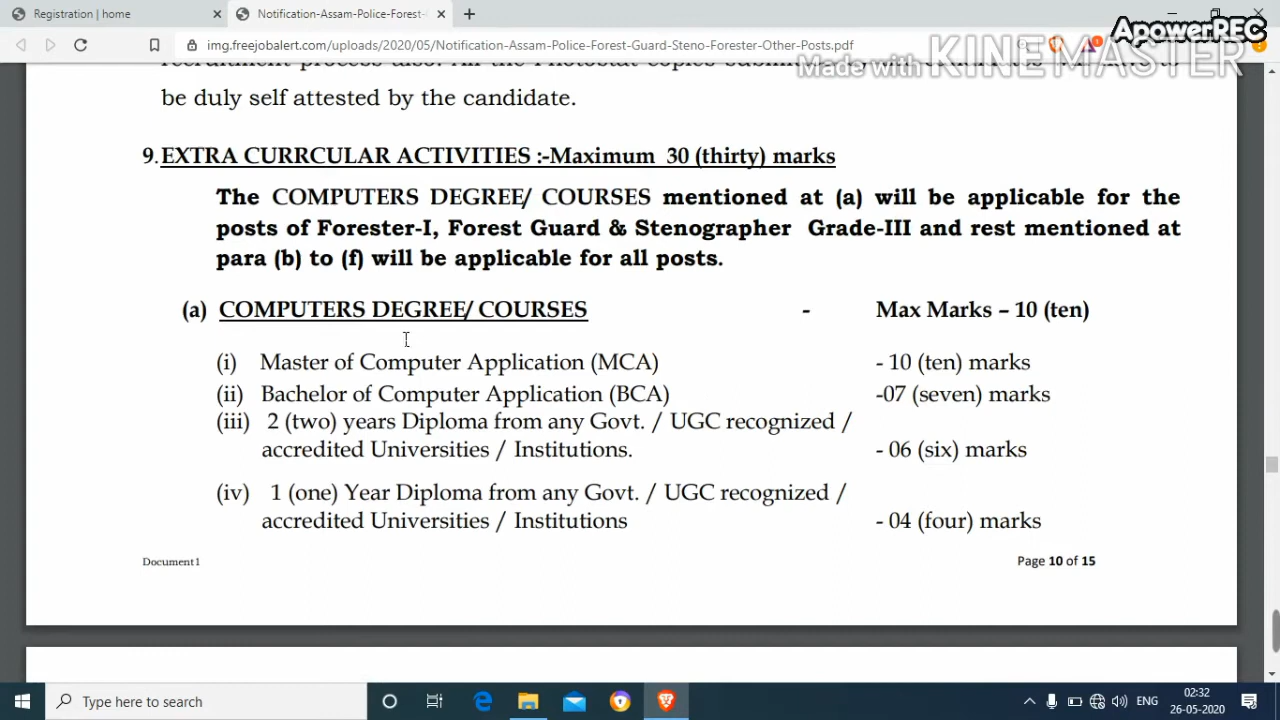 Registration | home
Notification-Assam-Police-Forest-
img.freejobalert.com/uploads/2020/05/Notification-Assam-Police-Forest-Guard-Steno-Forester-Other-Posts.pdf
ApowerREC
Made with KINEMASTER
recruitment process also. All the Photostat copies
be duly self attested by the candidate.
9.EXTRA CURRCULAR ACTIVITIES :-Maximum 30 (thirty) marks
The COMPUTERS DEGREE/ COURSES mentioned at (a) will be applicable for the
posts of Forester-I, Forest Guard & Stenographer Grade-III and rest mentioned at
para (b) to (f) will be applicable for all posts.
(a) COMPUTERS DEGREE/ COURSES - Max Marks – 10 (ten)
(i) Master of Computer Application (MCA) - 10 (ten) marks
(ii) Bachelor of Computer Application (BCA) -07 (seven) marks
(iii) 2 (two) years Diploma from any Govt. / UGC recognized /
accredited Universities / Institutions. - 06 (six) marks
(iv) 1 (one) Year Diploma from any Govt. / UGC recognized /
accredited Universities / Institutions - 04 (four) marks
Document1 Page 10 of 15
Type here to search
ENG
02:32
26-05-2020